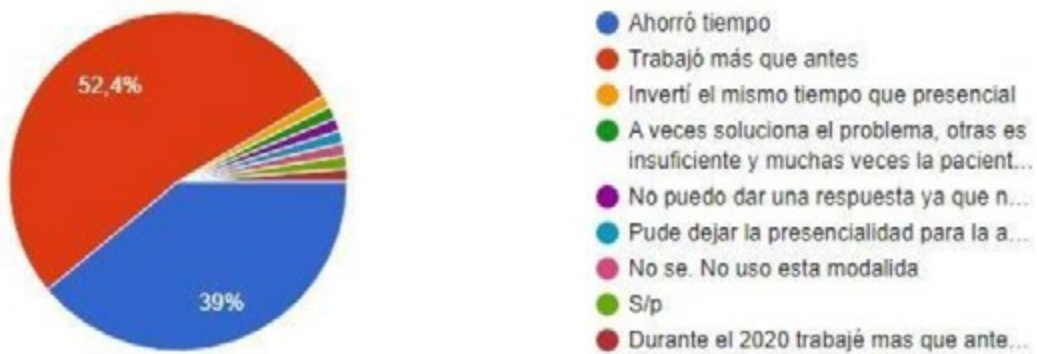 52,4%
39%
Ahorró tiempo
Trabajó más que antes
Invertí el mismo tiempo que presencial
A veces soluciona el problema, otras es
insuficiente y muchas veces la pacient...
No puedo dar una respuesta ya que n...
Pude dejar la presencialidad para la a...
No se. No uso esta modalida
S/p
Durante el 2020 trabajé mas que ante...